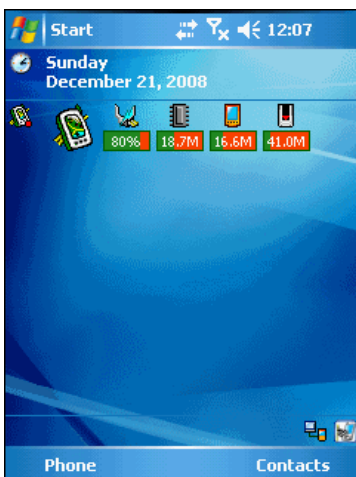 Start 12:07
Sunday
December 21, 2008
80% 18.7M 16.6M 41.0M
Phone Contacts